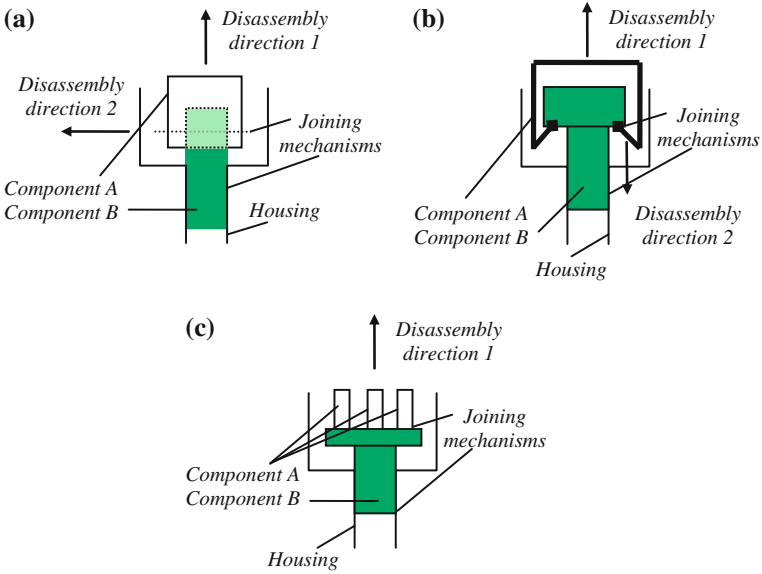 (a)
Disassembly
direction 1
Disassembly
direction 2
Joining
mechanisms
Component A
Component B
Housing
(b)
Disassembly
direction 1
Joining
mechanisms
Component A
Component B
Disassembly
direction 2
Housing
(c)
Disassembly
direction 1
Joining
mechanisms
Component A
Component B
Housing